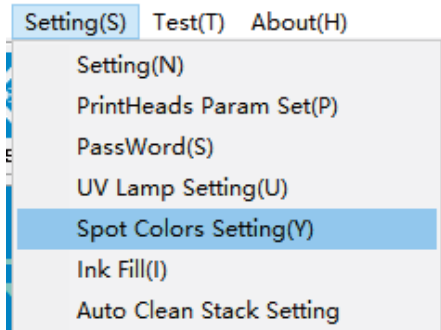 Setting(S) Test(T) About(H)
Setting(N)
PrintHeads Param Set(P)
PassWord(S)
UV Lamp Setting(U)
Spot Colors Setting(Y)
Ink Fill(I)
Auto Clean Stack Setting